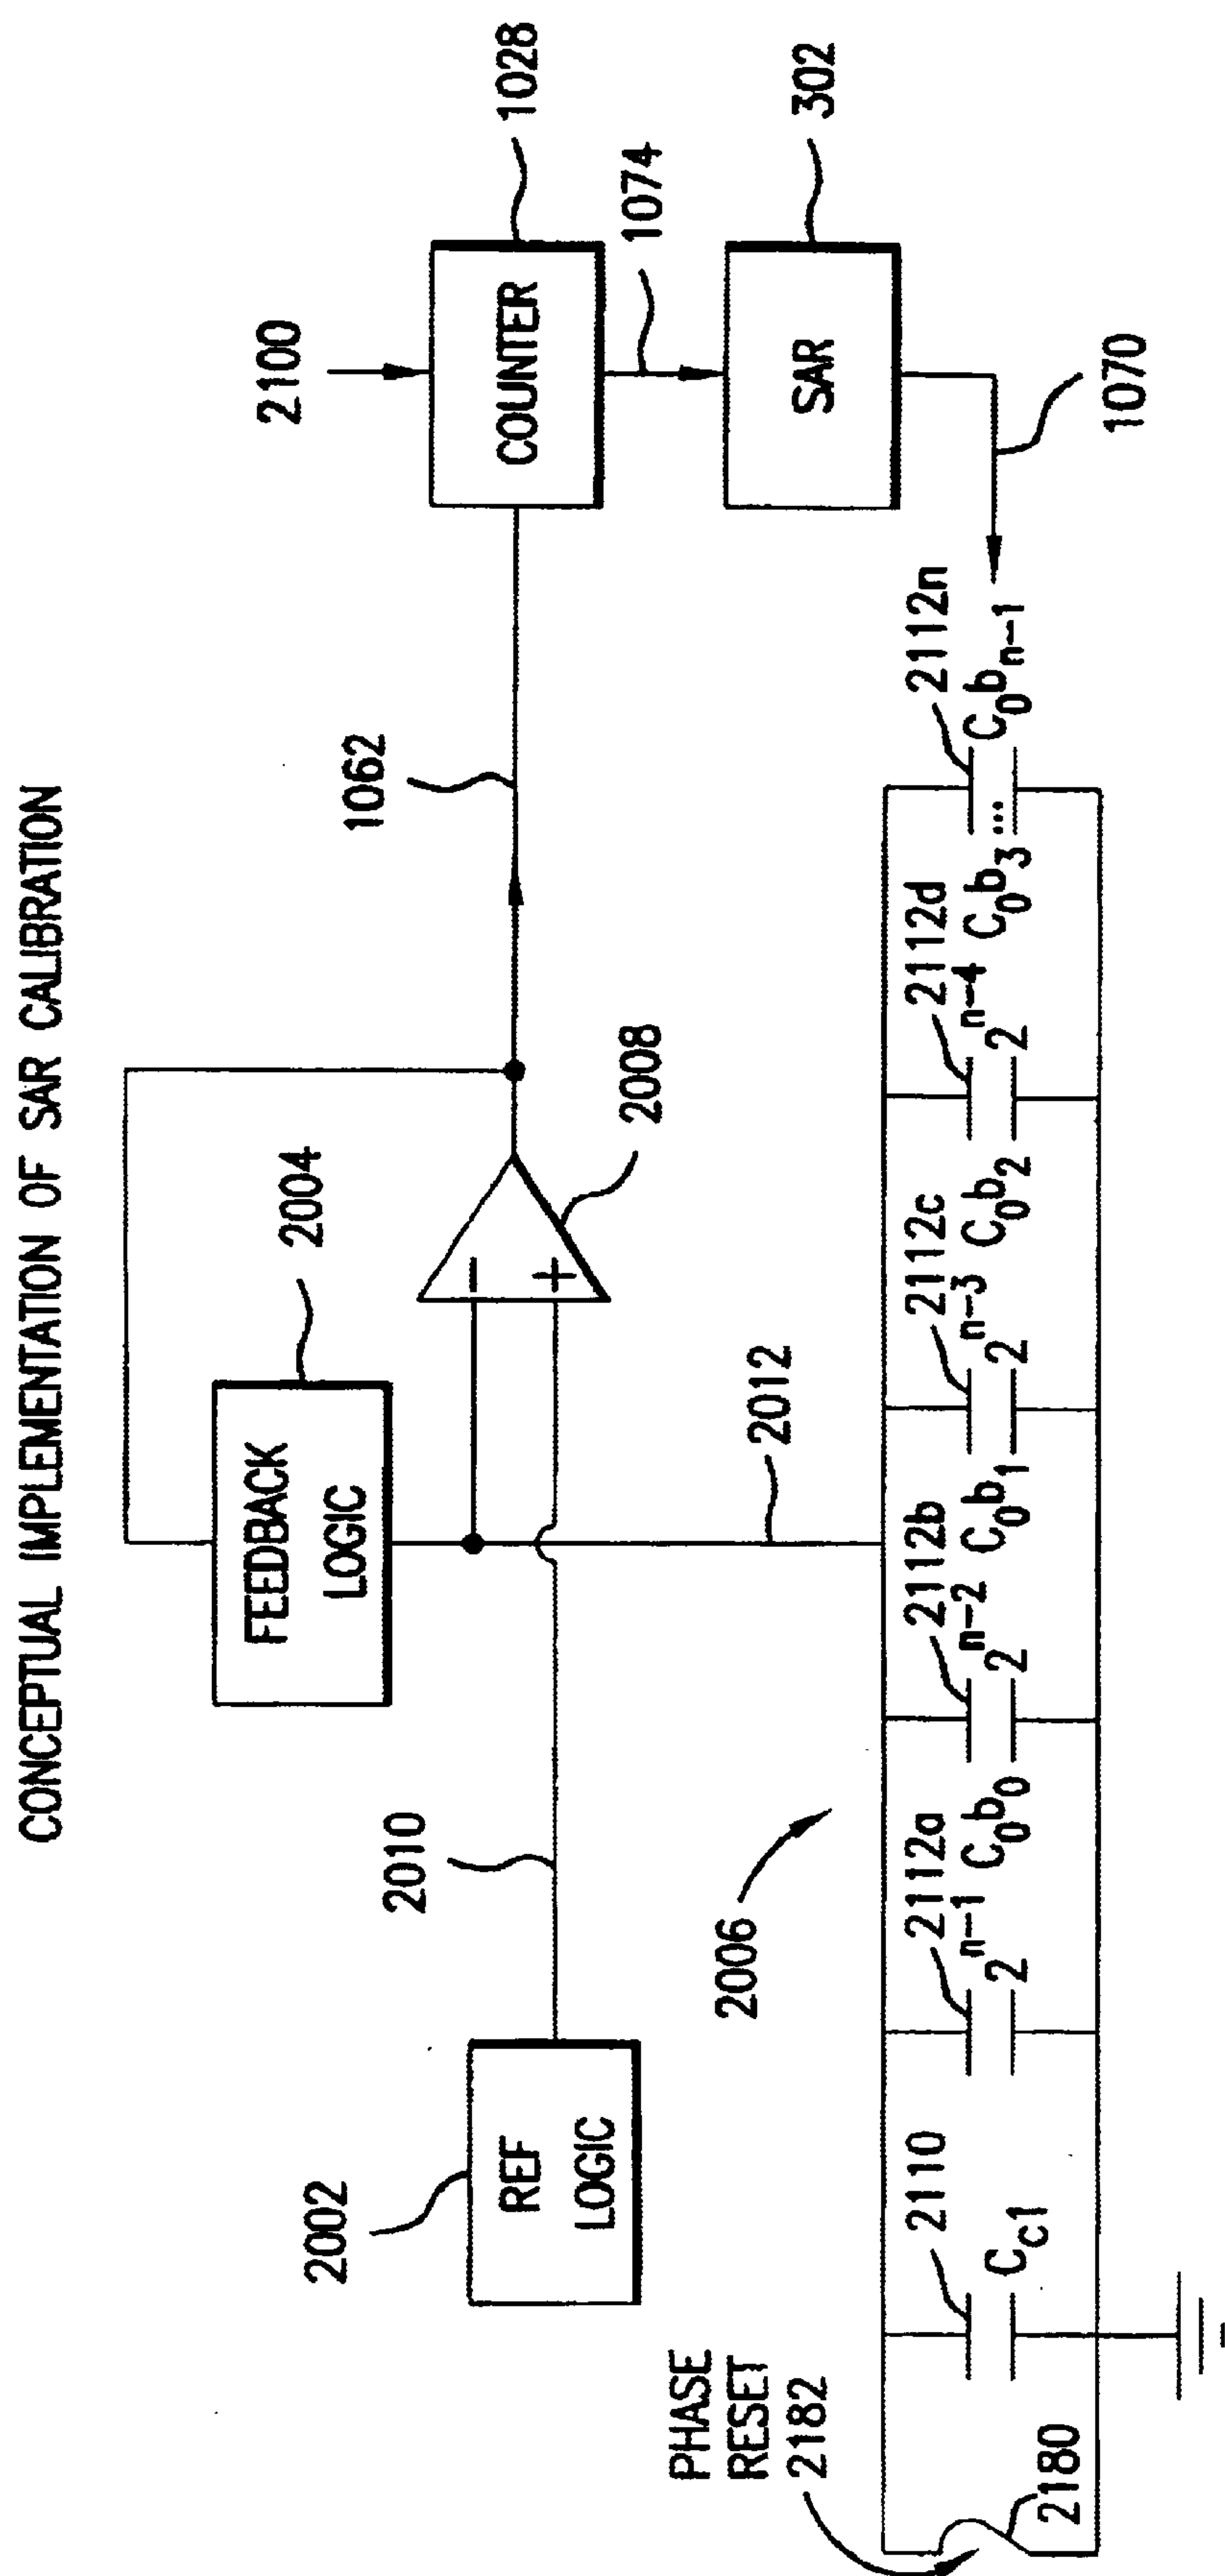 CONCEPTUAL IMPLEMENTATION OF SAR CALIBRATION
2100
1028
COUNTER
1074
302
SAR
1070
1062
2004
FEEDBACK
LOGIC
−
+
2008
2002
REF
LOGIC
2010
2012
2006
PHASE
RESET
2182
2180
2110
C_c1
2112a
2^n-1 C_0b_0
2112b
2^n-2 C_0b_1
2112c
2^n-3 C_0b_2
2112d
2^n-4 C_0b_3
...
2112n
C_0b_n-1